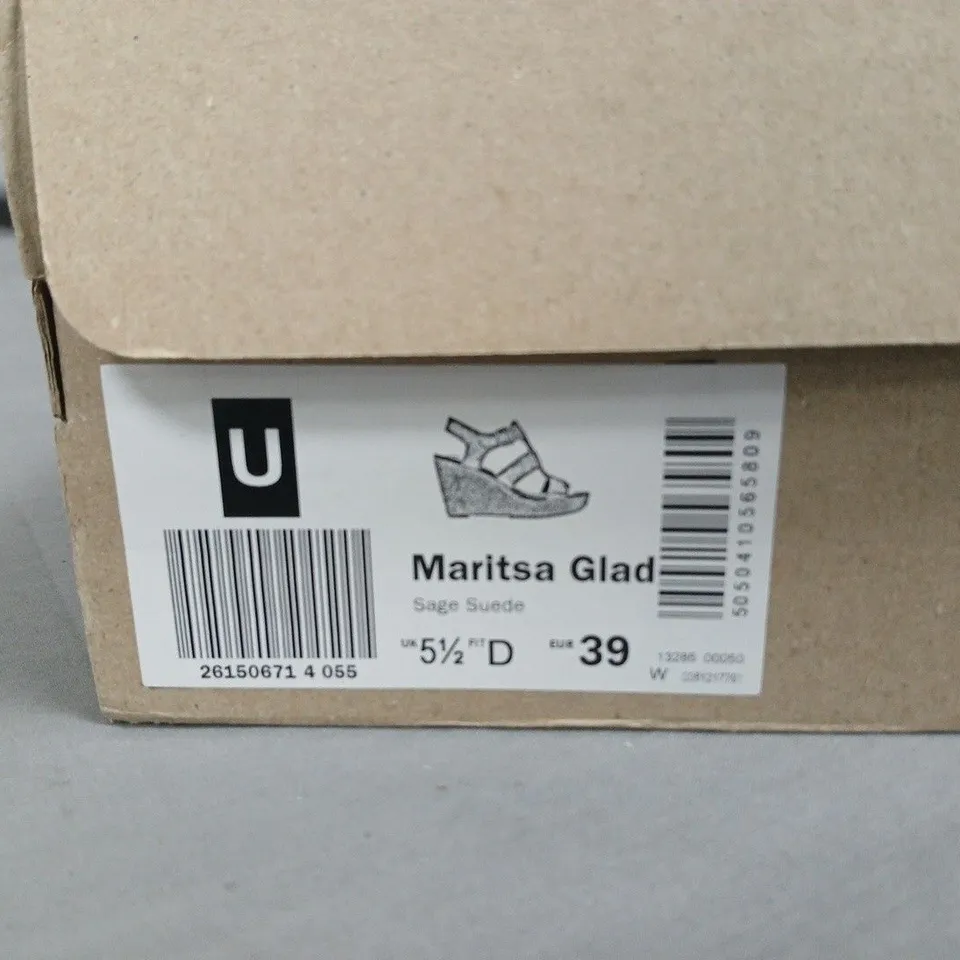 U
26150671 4 055
Maritsa Glad
Sage Suede
UK 5½ FIT D EUR 39
5050410565809
13286 00050
W